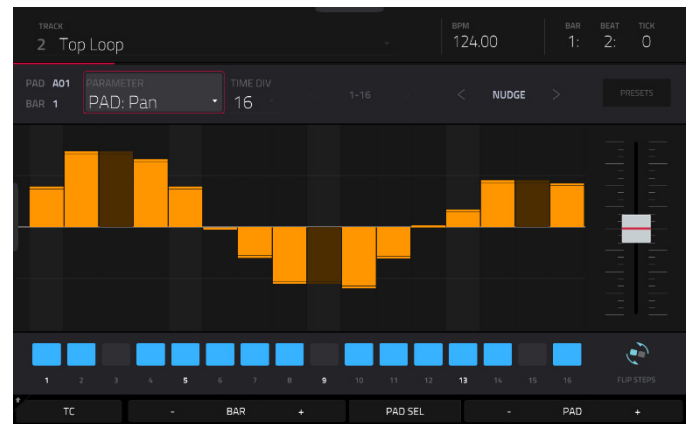 TRACK
2 Top Loop
BPM
124.00
BAR BEAT TICK
1: 2: 0
PAD A01
BAR 1
PARAMETER
PAD: Pan
TIME DIV
16
1-16
< NUDGE >
PRESETS
1 2 3 4 5 6 7 8 9 10 11 12 13 14 15 16
FLIP STEPS
TC - BAR + PAD SEL - PAD +